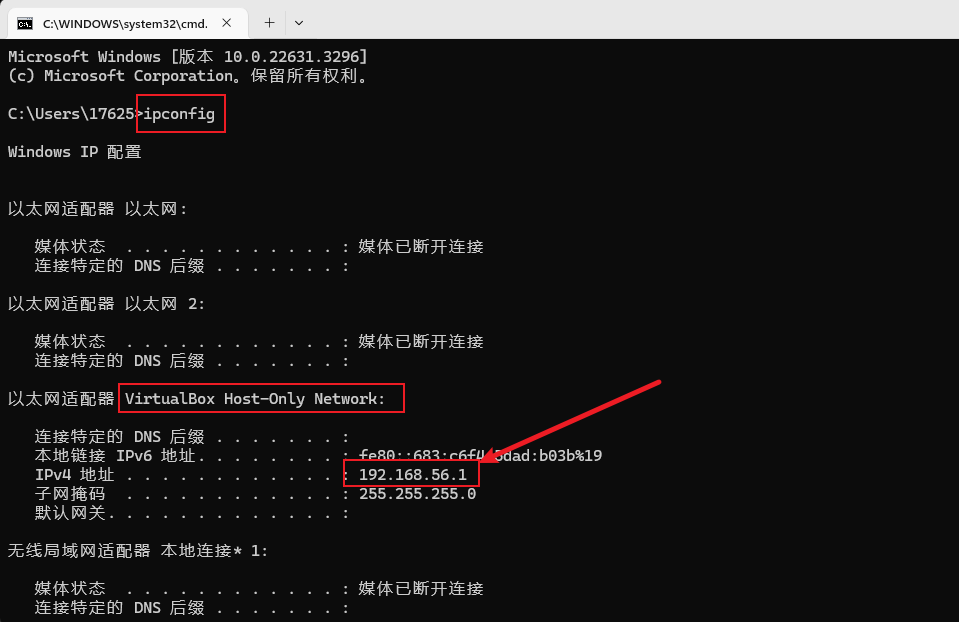 C:\WINDOWS\system32\cmd.
Microsoft Windows [版本 10.0.22631.3296]
(c) Microsoft Corporation。保留所有权利。
C:\Users\17625>ipconfig
Windows IP 配置
以太网适配器 以太网:
媒体状态 . . . . . . . . . . . . : 媒体已断开连接
连接特定的 DNS 后缀 . . . . . . . :
以太网适配器 以太网 2:
媒体状态 . . . . . . . . . . . . : 媒体已断开连接
连接特定的 DNS 后缀 . . . . . . . :
以太网适配器 VirtualBox Host-Only Network:
连接特定的 DNS 后缀 . . . . . . . :
本地链接 IPv6 地址. . . . . . . . : fe80::683:c6f4:dad:b03b%19
IPv4 地址 . . . . . . . . . . . . : 192.168.56.1
子网掩码 . . . . . . . . . . . . : 255.255.255.0
默认网关. . . . . . . . . . . . . :
无线局域网适配器 本地连接* 1:
媒体状态 . . . . . . . . . . . . : 媒体已断开连接
连接特定的 DNS 后缀 . . . . . . . :